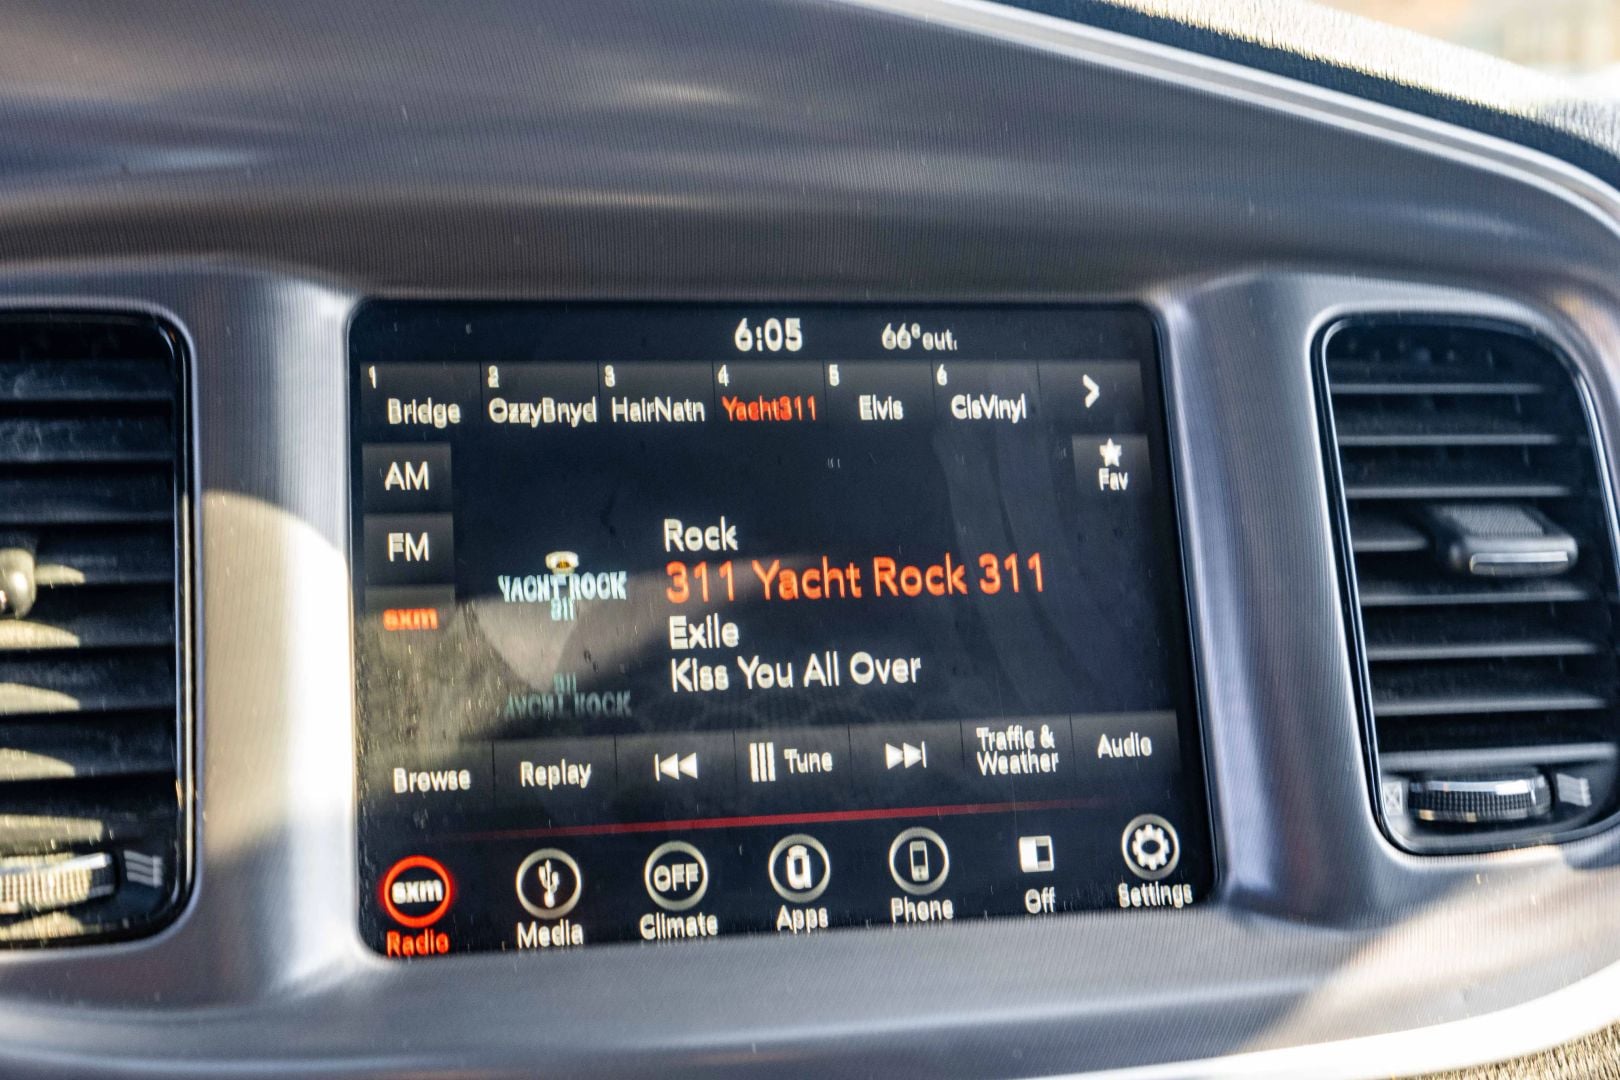 6:05 66°out.
1 2 3 4 5 6
Bridge OzzyBnyd HairNatn Yacht311 Elvis ClsVinyl
AM
Fav
FM
Rock
311 Yacht Rock 311
YACHT ROCK
311
sxm
Exile
Kiss You All Over
Browse Replay Tune Traffic & Weather Audio
sxm OFF
Radio Media Climate Apps Phone Off Settings